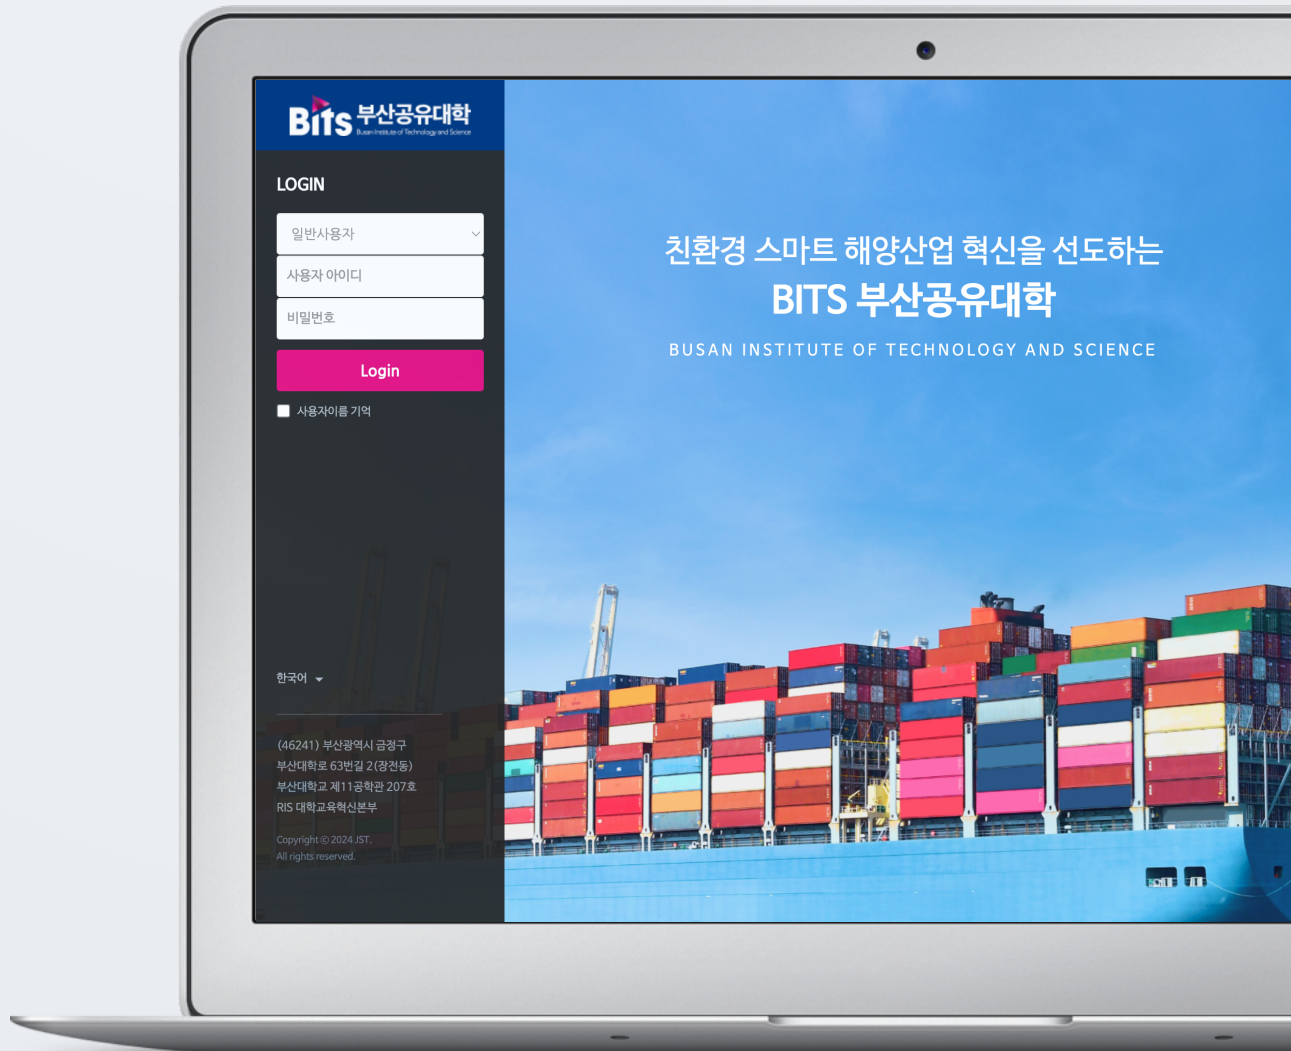 Bits 부산공유대학
Busan Institute of Technology and Science
LOGIN
일반사용자
사용자 아이디
비밀번호
Login
사용자이름 기억
한국어
(46241) 부산광역시 금정구
부산대학로 63번길 2(장전동)
부산대학교 제11공학관 207호
RIS 대학교육혁신본부
Copyright © 2024 JST.
All rights reserved.
친환경 스마트 해양산업 혁신을 선도하는
BITS 부산공유대학
BUSAN INSTITUTE OF TECHNOLOGY AND SCIENCE